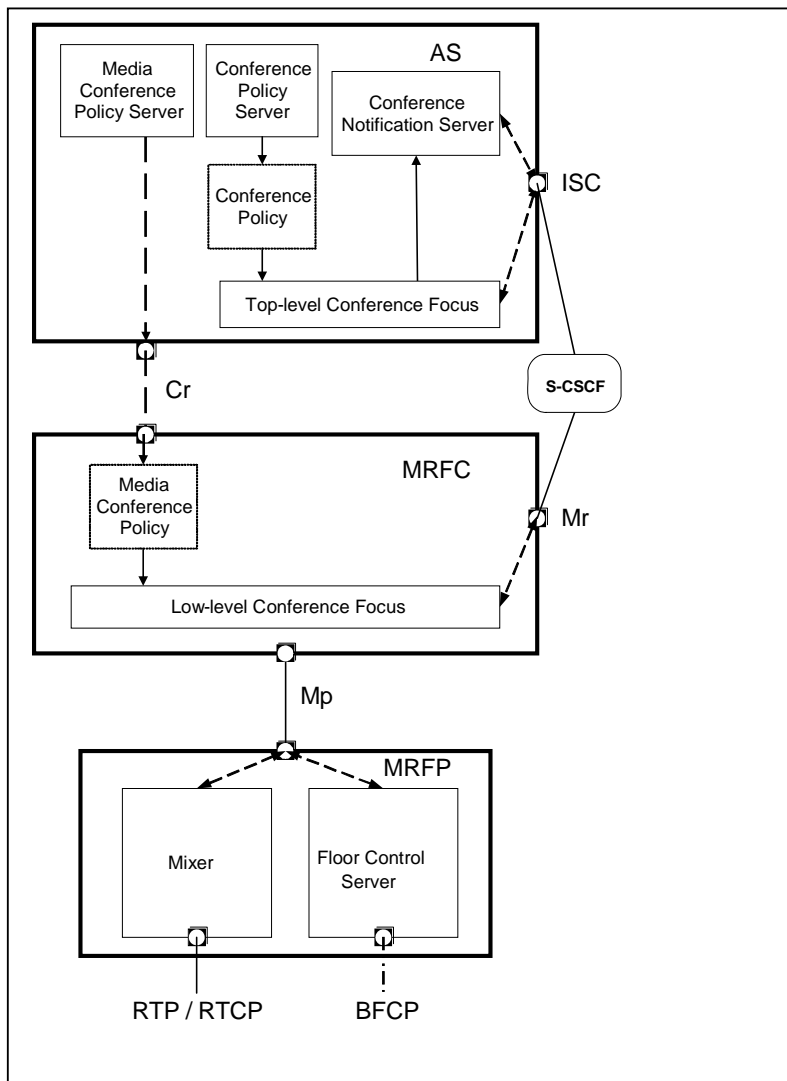 AS
Media
Conference
Policy Server
Conference
Policy
Server
Conference
Notification Server
ISC
Conference
Policy
Top-level Conference Focus
S-CSCF
Cr
MRFC
Media
Conference
Policy
Mr
Low-level Conference Focus
Mp
MRFP
Mixer
Floor Control
Server
RTP / RTCP
BFCP